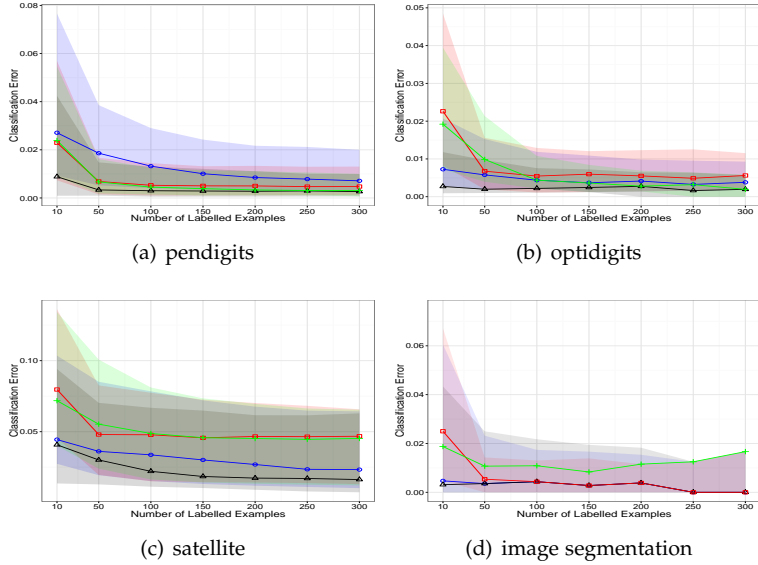 0.08
0.06
0.04
0.02
0.00
Classification Error
10 50 100 150 200 250 300
Number of Labelled Examples
(a) pendigits
0.05
0.04
0.03
0.02
0.01
0.00
Classification Error
10 50 100 150 200 250 300
Number of Labelled Examples
(b) optidigits
0.10
0.05
Classification Error
10 50 100 150 200 250 300
Number of Labelled Examples
(c) satellite
0.06
0.04
0.02
0.00
Classification Error
10 50 100 150 200 250 300
Number of Labelled Examples
(d) image segmentation